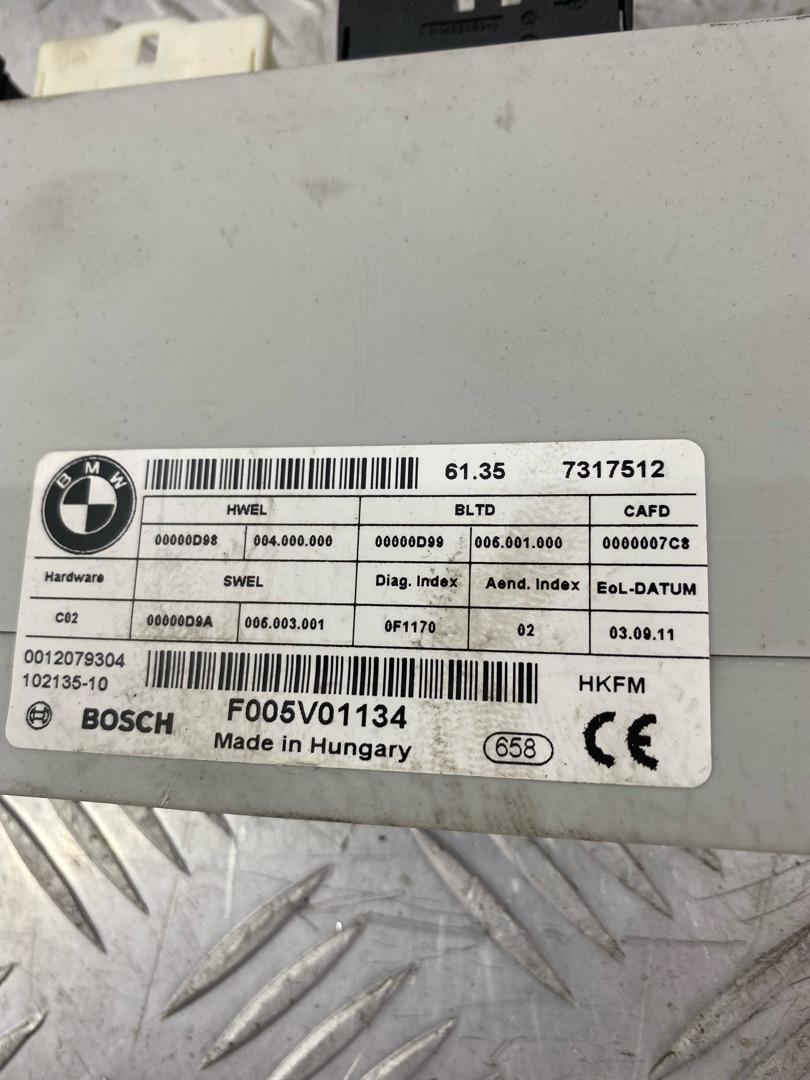 BMW
61.35 7317512
HWEL BLTD CAFD
00000D98 004.000.000 00000D99 006.001.000 0000007C8
Hardware SWEL Diag. Index Aend. Index EoL-DATUM
C02 00000D9A 006.003.001 0F1170 02 03.09.11
0012079304
102135-10 HKFM
BOSCH F005V01134
Made in Hungary 658 CE